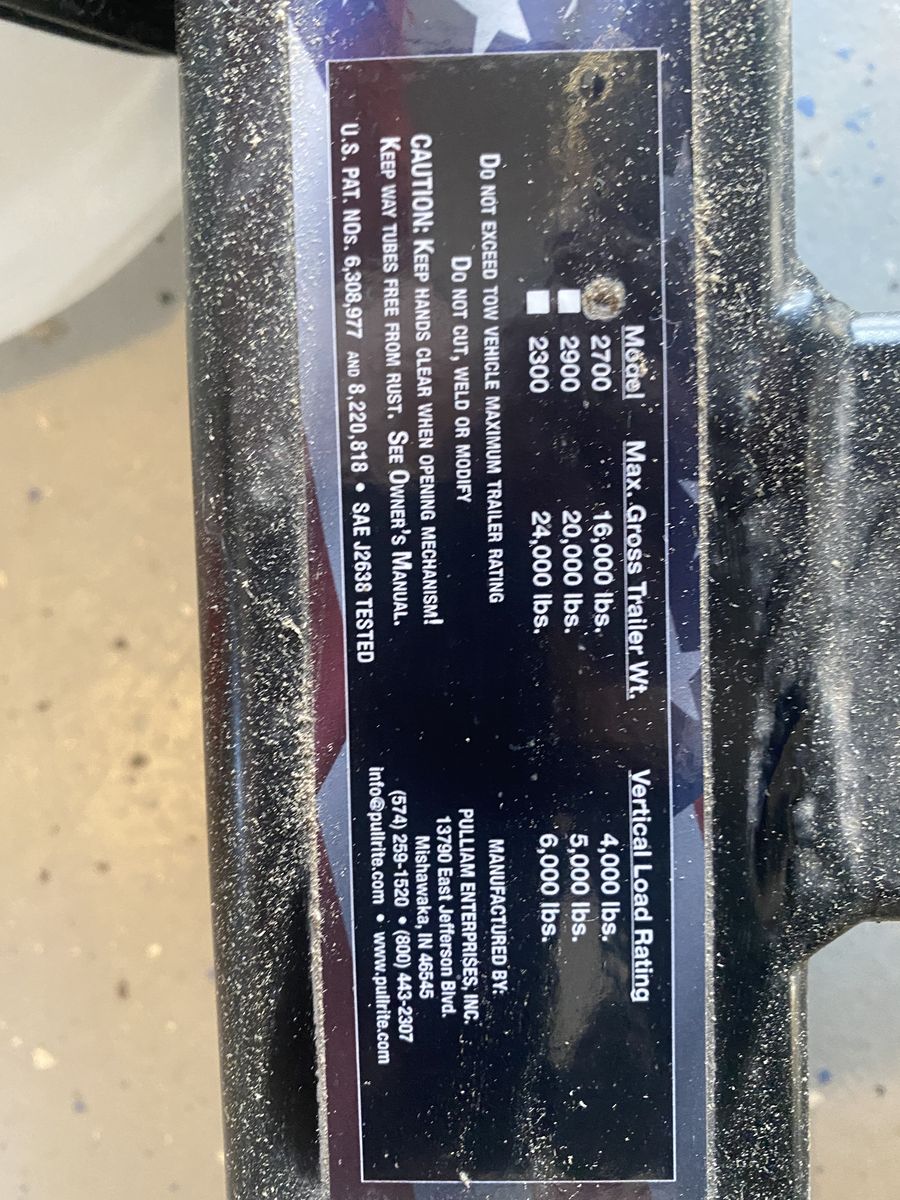 Model Max. Gross Trailer Wt. Vertical Load Rating
2700 16,000 lbs. 4,000 lbs.
2900 20,000 lbs. 5,000 lbs.
2300 24,000 lbs. 6,000 lbs.
DO NOT EXCEED TOW VEHICLE MAXIMUM TRAILER RATING
DO NOT CUT, WELD OR MODIFY
CAUTION: KEEP HANDS CLEAR WHEN OPENING MECHANISM!
KEEP WAY TUBES FREE FROM RUST. SEE OWNER'S MANUAL.
U.S. PAT. NOs. 6,308,977 AND 8,220,818 • SAE J2638 TESTED
MANUFACTURED BY:
PULLIAM ENTERPRISES, INC.
13790 East Jefferson Blvd.
Mishawaka, IN 46545
(574) 259-1520 • (800) 443-2307
info@pullrite.com • www.pullrite.com